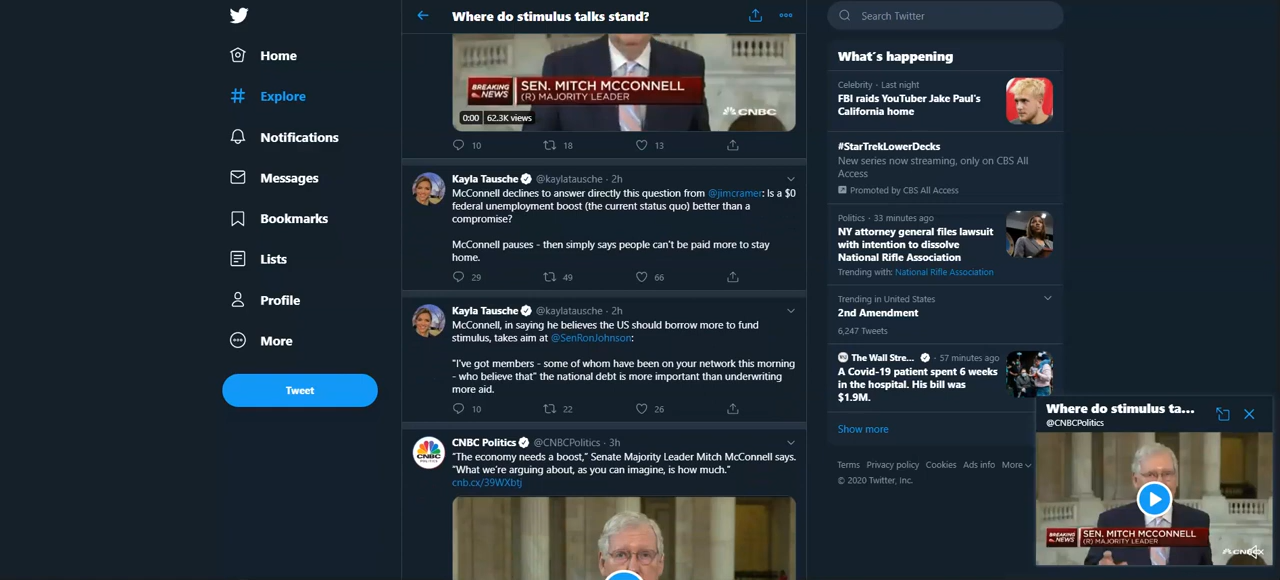 Home
Explore
Notifications
Messages
Bookmarks
Lists
Profile
More
Tweet
Where do stimulus talks stand?
BREAKING
NEWS
SEN. MITCH MCCONNELL
(R) MAJORITY LEADER
CNBC
0:00 62.3K views
10 18 13
Kayla Tausche @kaylatausche · 2h
McConnell declines to answer directly this question from @jimcramer: Is a $0
federal unemployment boost (the current status quo) better than a
compromise?
McConnell pauses - then simply says people can't be paid more to stay
home.
29 49 66
Kayla Tausche @kaylatausche · 2h
McConnell, in saying he believes the US should borrow more to fund
stimulus, takes aim at @SenRonJohnson:
"I've got members - some of whom have been on your network this morning
- who believe that" the national debt is more important than underwriting
more aid.
10 22 26
CNBC Politics @CNBCPolitics · 3h
"The economy needs a boost," Senate Majority Leader Mitch McConnell says.
"What we're arguing about, as you can imagine, is how much."
cnb.cx/39WXbtj
Search Twitter
What's happening
Celebrity · Last night
FBI raids YouTuber Jake Paul's
California home
#StarTrekLowerDecks
New series now streaming, only on CBS All
Access
Promoted by CBS All Access
Politics · 33 minutes ago
NY attorney general files lawsuit
with intention to dissolve
National Rifle Association
Trending with: National Rifle Association
Trending in United States
2nd Amendment
6,247 Tweets
The Wall Stre... · 57 minutes ago
A Covid-19 patient spent 6 weeks
in the hospital. His bill was
$1.9M.
Show more
Terms Privacy policy Cookies Ads info More
© 2020 Twitter, Inc.
Where do stimulus ta...
@CNBCPolitics
BREAKING
NEWS
SEN. MITCH MCCONNELL
(R) MAJORITY LEADER